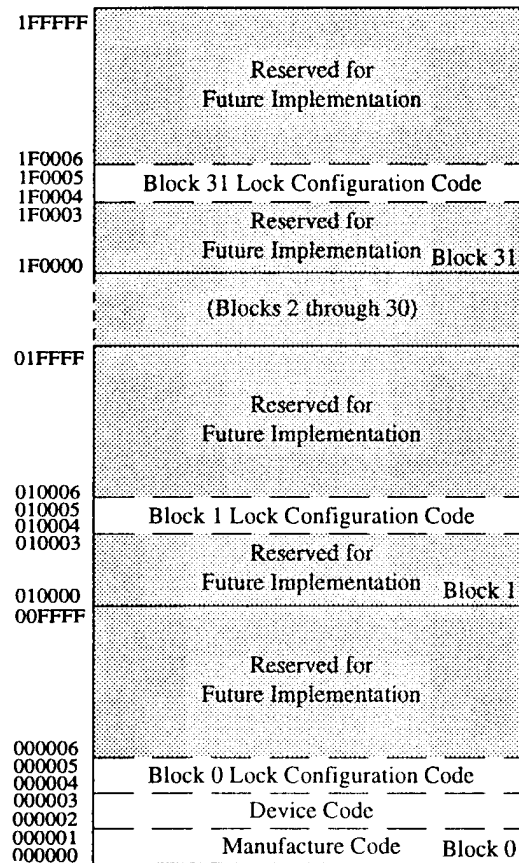 1FFFFF
Reserved for
Future Implementation
1F0006
1F0005
Block 31 Lock Configuration Code
1F0004
1F0003
Reserved for
Future Implementation
Block 31
1F0000
(Blocks 2 through 30)
01FFFF
Reserved for
Future Implementation
010006
010005
Block 1 Lock Configuration Code
010004
010003
Reserved for
Future Implementation
Block 1
010000
00FFFF
Reserved for
Future Implementation
000006
000005
Block 0 Lock Configuration Code
000004
000003
Device Code
000002
000001
Manufacture Code
Block 0
000000